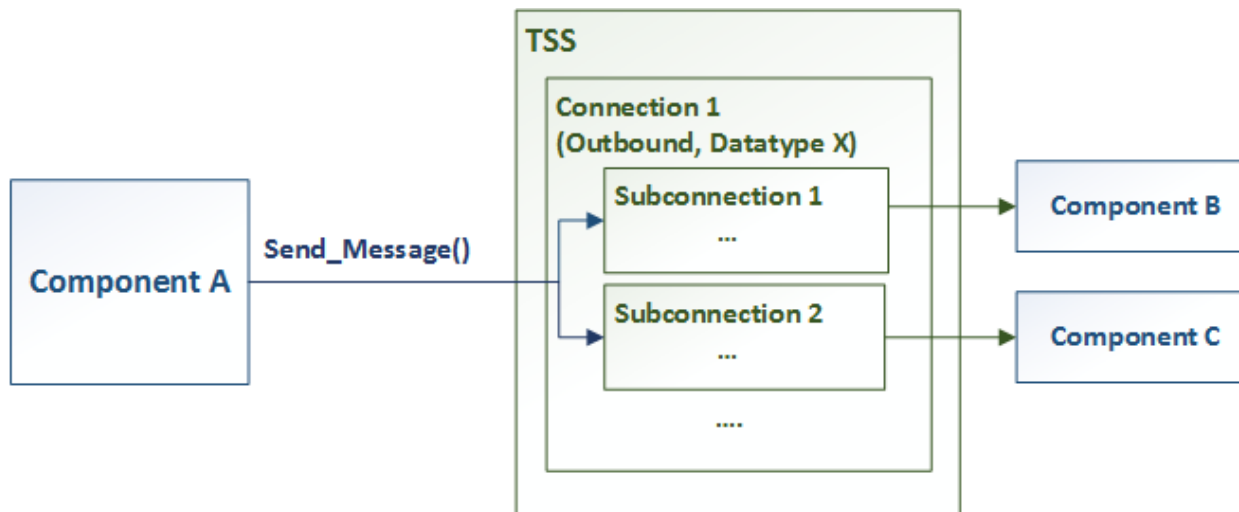 TSS
Connection 1
(Outbound, Datatype X)
Subconnection 1
...
Component A
Send_Message()
Subconnection 2
...
....
Component B
Component C